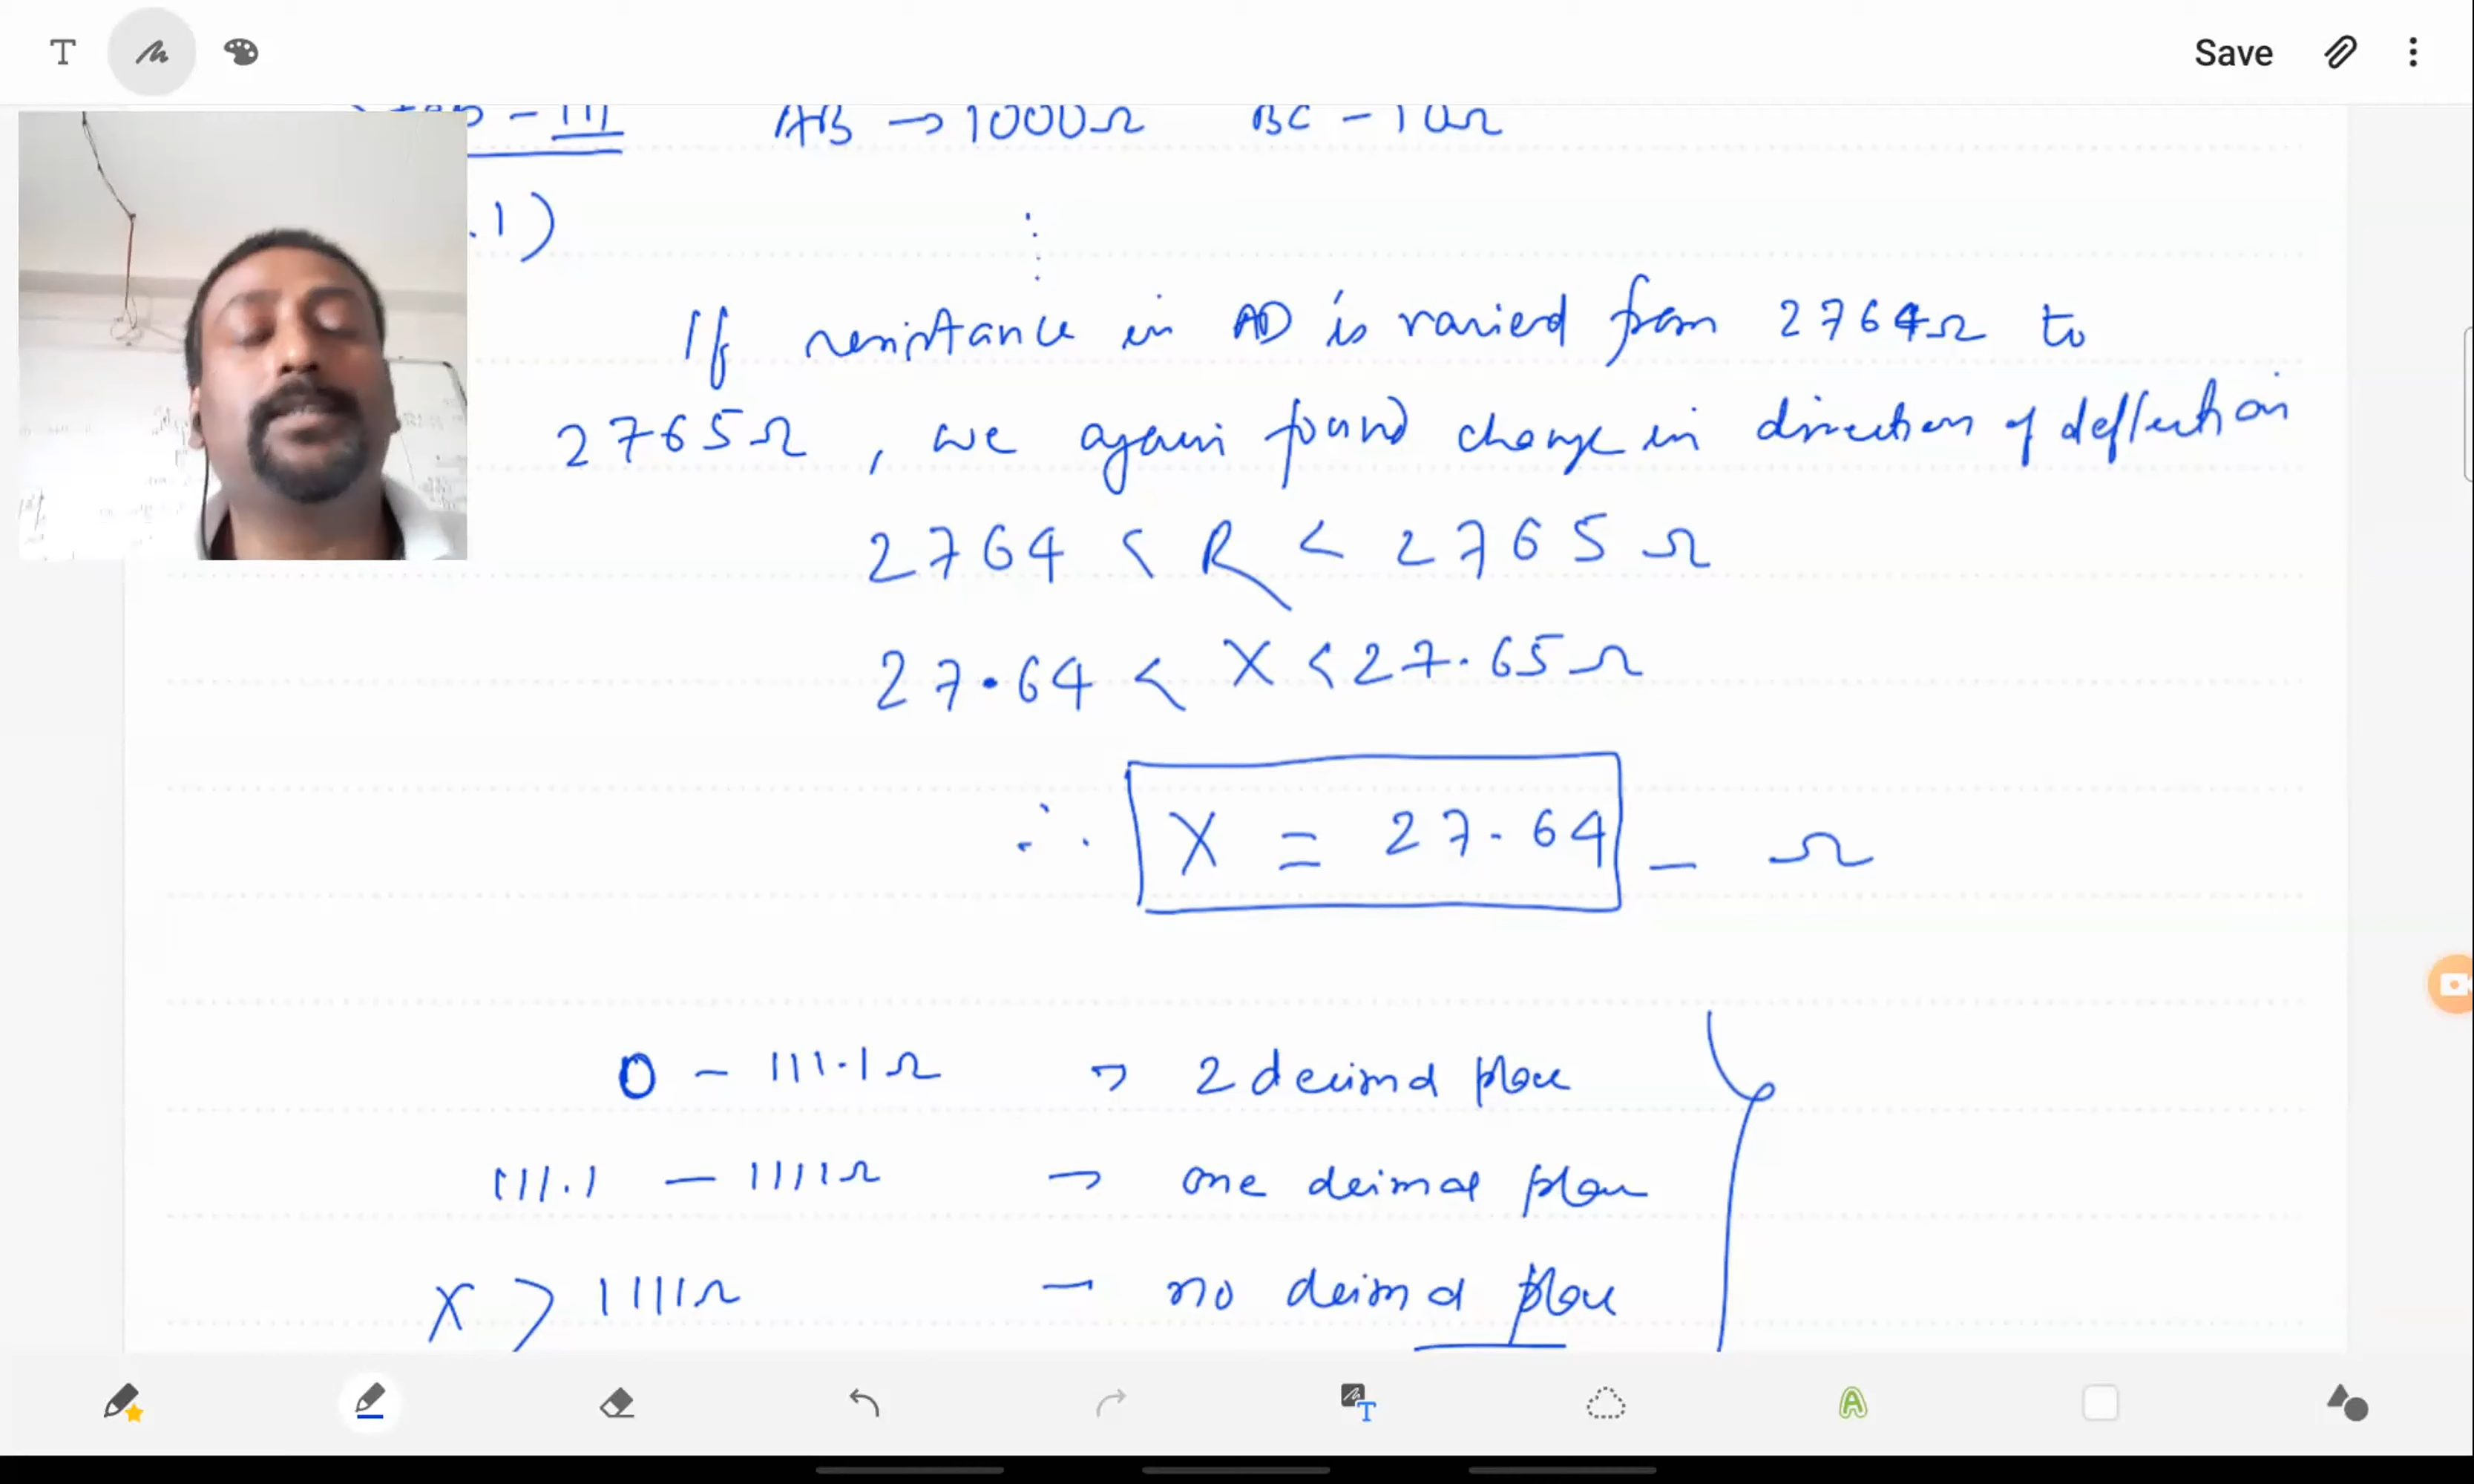 T Save
- III AB → 1000Ω BC - 10Ω
.1)
If resistance in AD is varied from 2764Ω to
2765Ω, we again found change in direction of deflection
2764 < R < 2765 Ω
27.64 < X < 27.65 Ω
∴ X = 27.64 _ Ω
0 - 111.1Ω → 2 decimal place
111.1 - 1111Ω → one decimal place
X > 1111Ω - no decimal place
T A